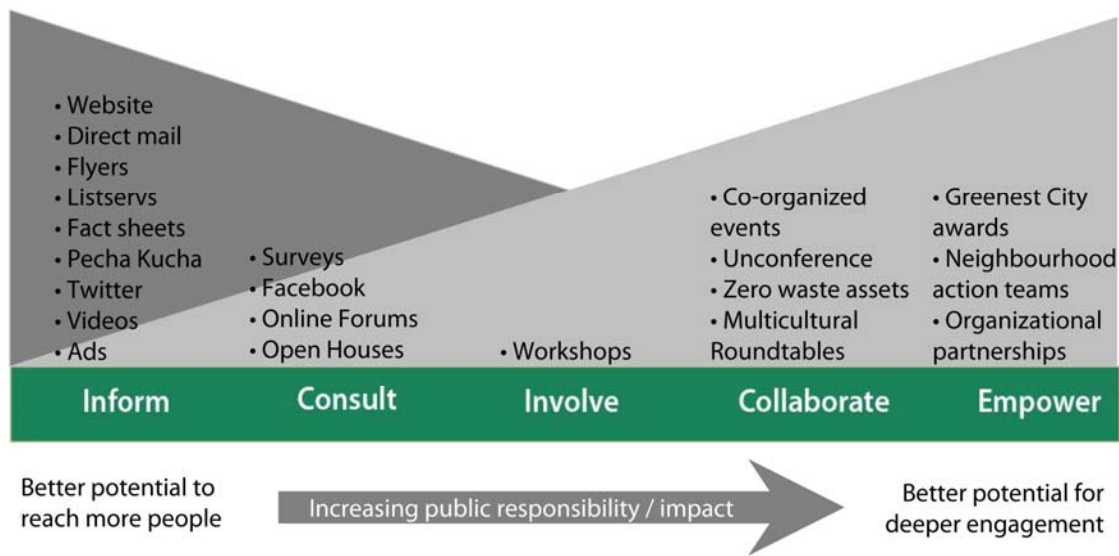 • Website
• Direct mail
• Flyers
• Listservs
• Fact sheets
• Pecha Kucha
• Twitter
• Videos
• Ads
• Surveys
• Facebook
• Online Forums
• Open Houses
• Workshops
• Co-organized
events
• Unconference
• Zero waste assets
• Multicultural
Roundtables
• Greenest City
awards
• Neighbourhood
action teams
• Organizational
partnerships
Inform
Consult
Involve
Collaborate
Empower
Better potential to
reach more people
Increasing public responsibility / impact
Better potential for
deeper engagement